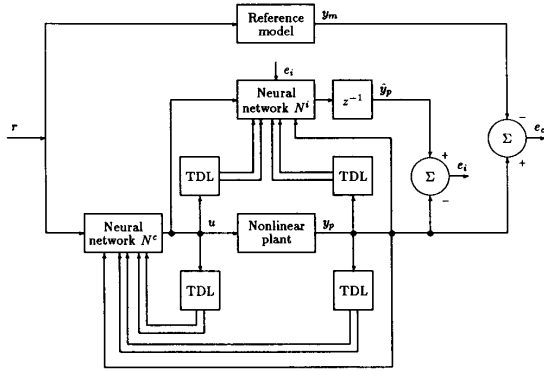 Reference
model
y_m
e_i
Neural
network N^i
z^{-1}
ŷ_p
−
Σ
e_c
+
r
TDL
TDL
+
Σ
e_i
−
Neural
network N^c
u
Nonlinear
plant
y_p
TDL
TDL